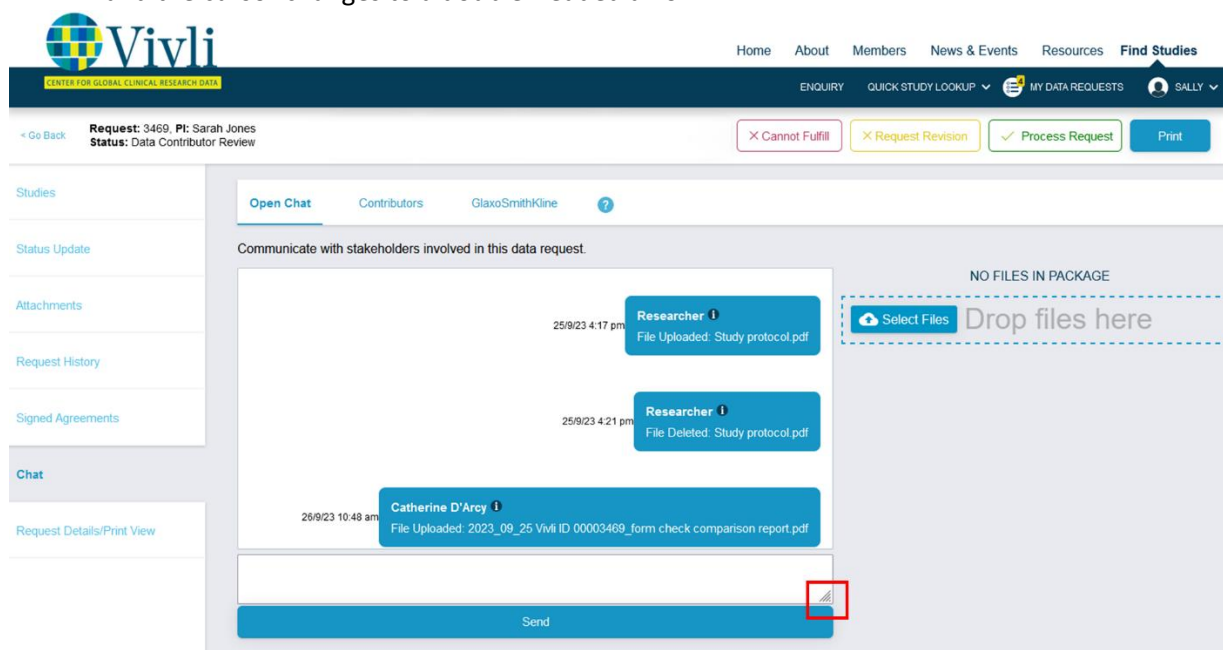 Vivli
CENTER FOR GLOBAL CLINICAL RESEARCH DATA
Home About Members News & Events Resources Find Studies
ENQUIRY QUICK STUDY LOOKUP 4 MY DATA REQUESTS SALLY
< Go Back Request: 3469, PI: Sarah Jones
Status: Data Contributor Review
X Cannot Fulfill X Request Revision ✓ Process Request Print
Studies
Status Update
Attachments
Request History
Signed Agreements
Chat
Request Details/Print View
Open Chat Contributors GlaxoSmithKline ?
Communicate with stakeholders involved in this data request.
25/9/23 4:17 pm
Researcher
File Uploaded: Study protocol.pdf
25/9/23 4:21 pm
Researcher
File Deleted: Study protocol.pdf
26/9/23 10:48 am
Catherine D'Arcy
File Uploaded: 2023_09_25 Vivli ID 00003469_form check comparison report.pdf
Send
NO FILES IN PACKAGE
Select Files Drop files here